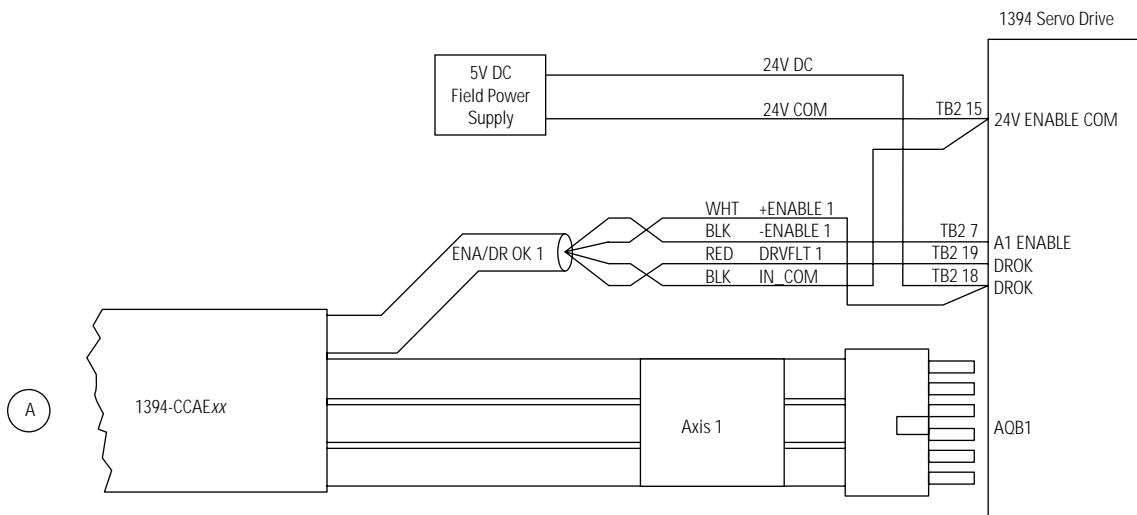 1394 Servo Drive
5V DC
Field Power
Supply
24V DC
24V COM
TB2 15
24V ENABLE COM
WHT +ENABLE 1
BLK -ENABLE 1
TB2 7
A1 ENABLE
RED DRVFLT 1
TB2 19
DROK
BLK IN_COM
TB2 18
DROK
ENA/DR OK 1
A
1394-CCAExx
Axis 1
AQB1